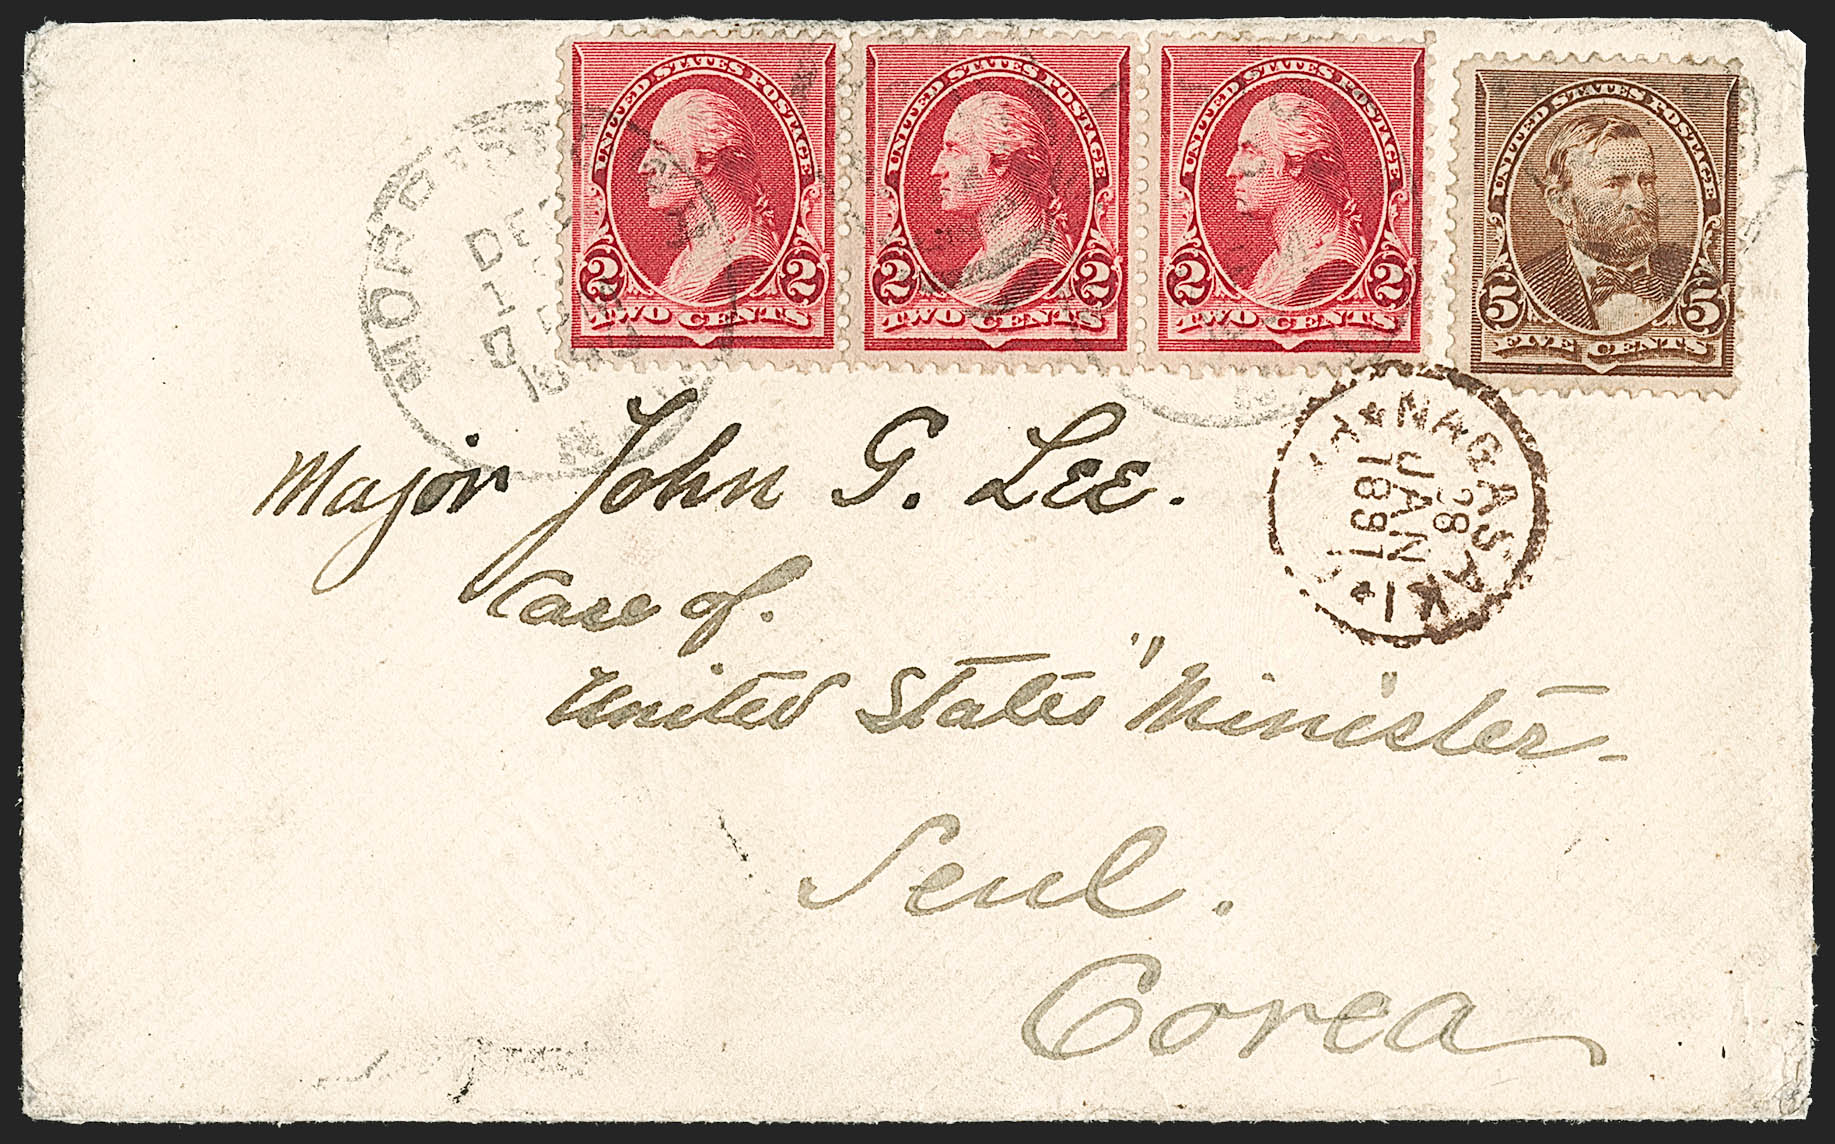 UNITED STATES POSTAGE
2 2
TWO CENTS
UNITED STATES POSTAGE
2 2
TWO CENTS
UNITED STATES POSTAGE
2 2
TWO CENTS
UNITED STATES POSTAGE
5 5
FIVE CENTS
NAGASAKI
28
JAN
1891
Major John G. Lee.
Care of.
United States "Minister-
Seul.
Corea